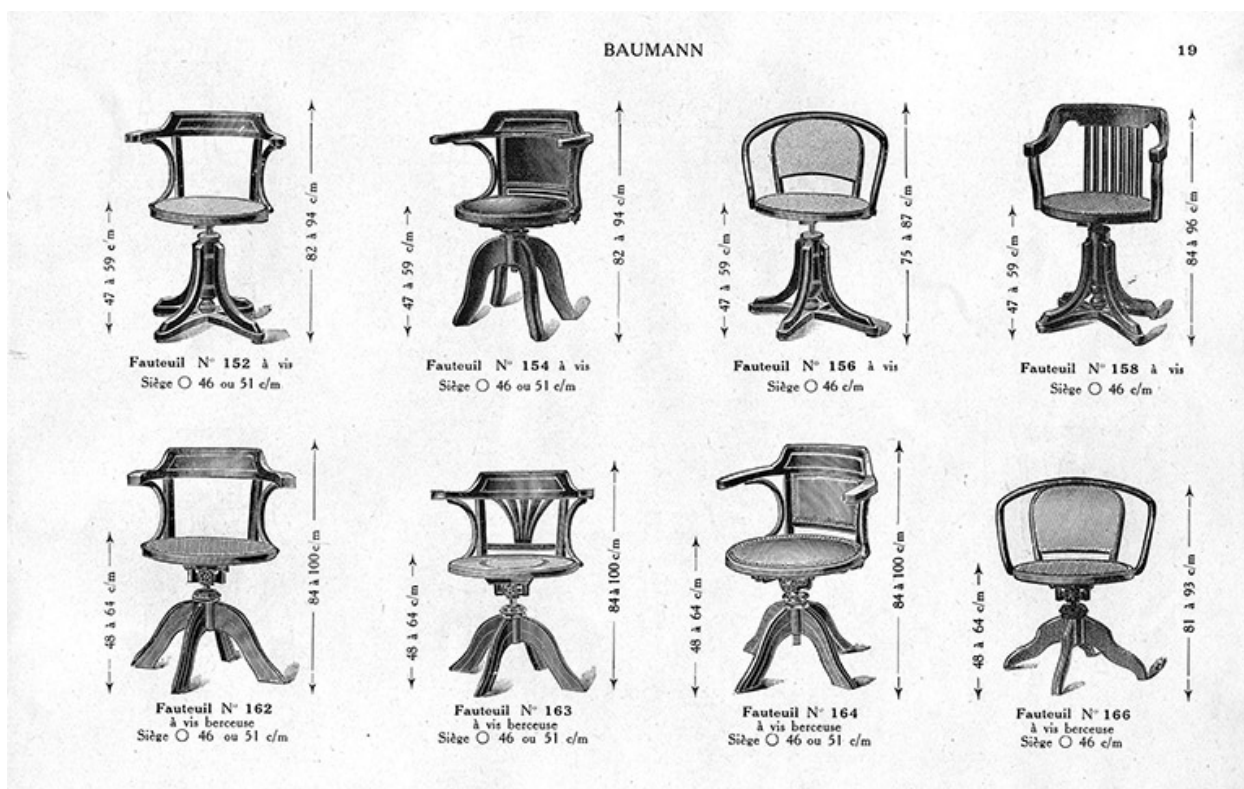 BAUMANN
19
47 à 59 c/m
82 à 94 c/m
47 à 59 c/m
82 à 94 c/m
47 à 59 c/m
75 à 87 c/m
47 à 59 c/m
84 à 96 c/m
Fauteuil N° 152 à vis
Siège ○ 46 ou 51 c/m
Fauteuil N° 154 à vis
Siège ○ 46 ou 51 c/m
Fauteuil N° 156 à vis
Siège ○ 46 c/m
Fauteuil N° 158 à vis
Siège ○ 46 c/m
48 à 64 c/m
84 à 100 c/m
48 à 64 c/m
84 à 100 c/m
48 à 64 c/m
84 à 100 c/m
48 à 64 c/m
81 à 93 c/m
Fauteuil N° 162
à vis berceuse
Siège ○ 46 ou 51 c/m
Fauteuil N° 163
à vis berceuse
Siège ○ 46 ou 51 c/m
Fauteuil N° 164
à vis berceuse
Siège ○ 46 ou 51 c/m
Fauteuil N° 166
à vis berceuse
Siège ○ 46 c/m